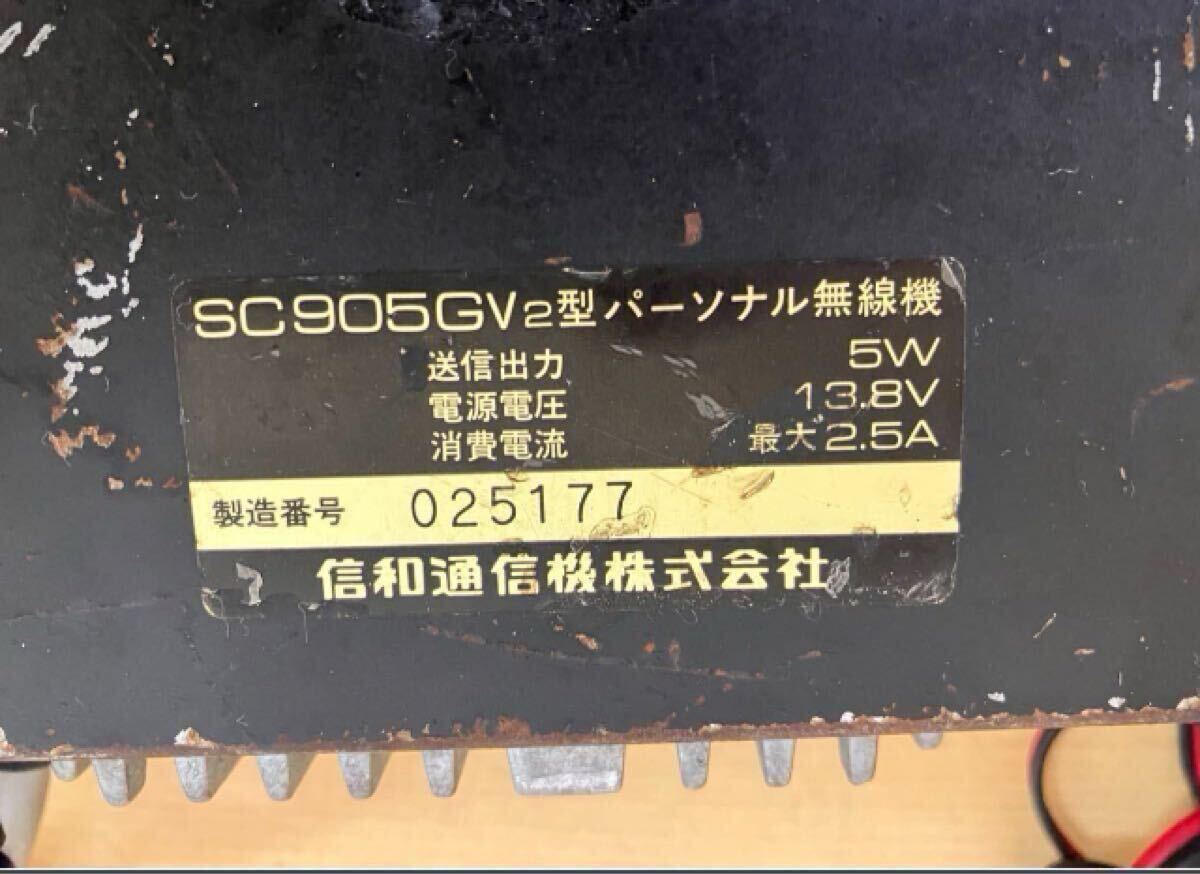 SC905GV2型パーソナル無線機
送信出力 5W
電源電圧 13.8V
消費電流 最大2.5A
製造番号 025177
信和通信機株式会社